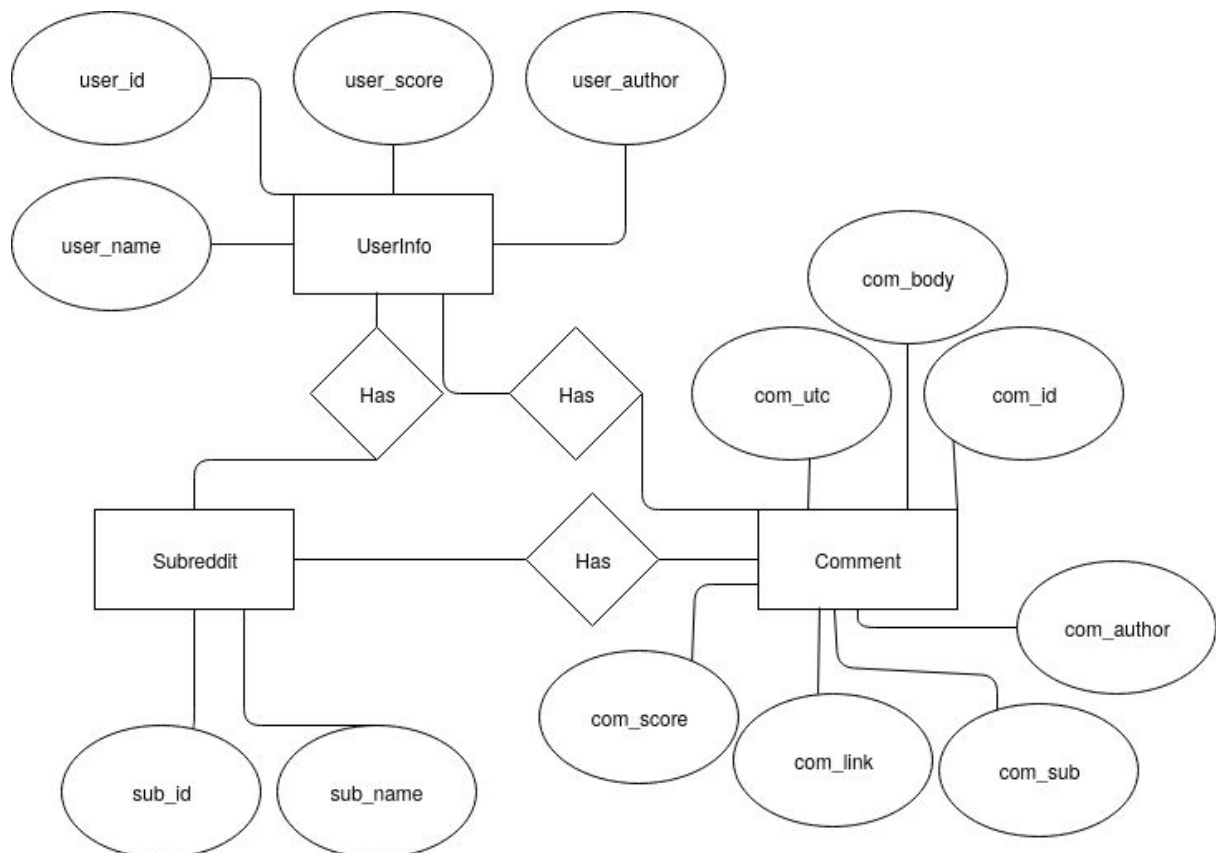 user_id
user_score
user_author
user_name
UserInfo
com_body
Has
Has
com_utc
com_id
Subreddit
Has
Comment
com_author
com_score
com_link
com_sub
sub_id
sub_name